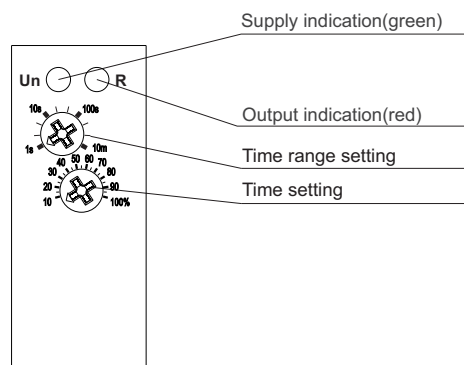 Supply indication(green)
Un R
10s 100s
Output indication(red)
1s 10m
Time range setting
40 50 60 70
30 80
20 90
10 100%
Time setting